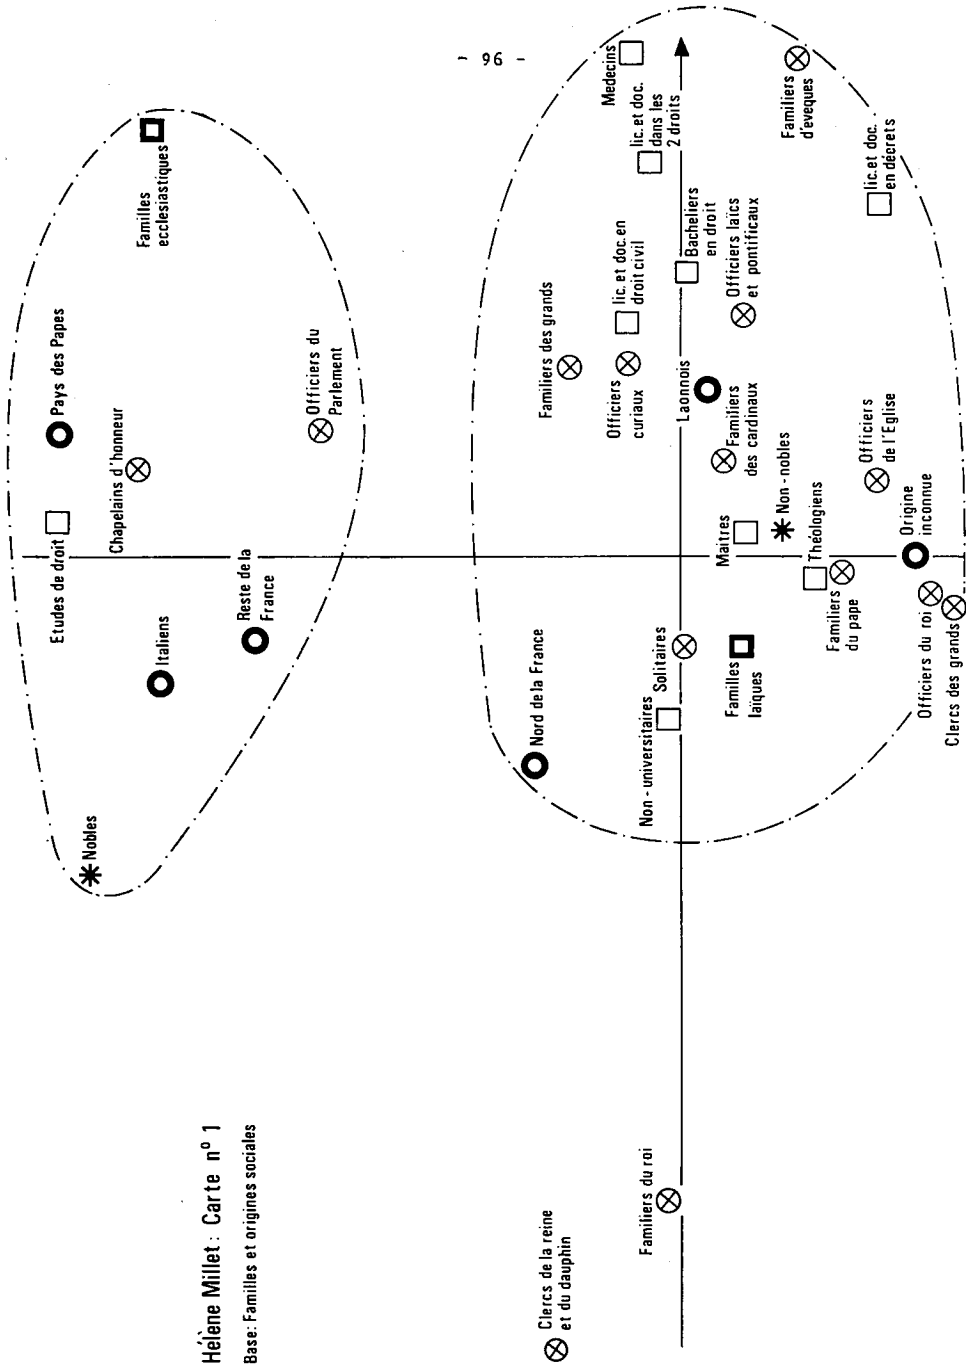 - 96 -
Hélène Millet: Carte nº 1
Base: Familles et origines sociales
Clercs de la reine
et du dauphin
Familiers du roi
Nobles
Italiens
Reste de la
France
Etudes de droit
Chapelains d'honneur
Pays des Papes
Officiers du
Parlement
Familles
ecclesiastiques
Nord de la France
Non-universitaires
Solitaires
Familles
laïques
Familiers des grands
Officiers
curiaux
lic. et doc. en
droit civil
Laonnois
Bacheliers
en droit
Medecins
lic. et doc.
dans les
2 droits
Familiers
des cardinaux
Officiers laïcs
et pontificaux
Familiers
d'eveques
lic. et doc.
en décrets
Maitres
Non-nobles
Théologiens
Familiers
du pape
Officiers
de l'Eglise
Origine
inconnue
Officiers du roi
Clercs des grands